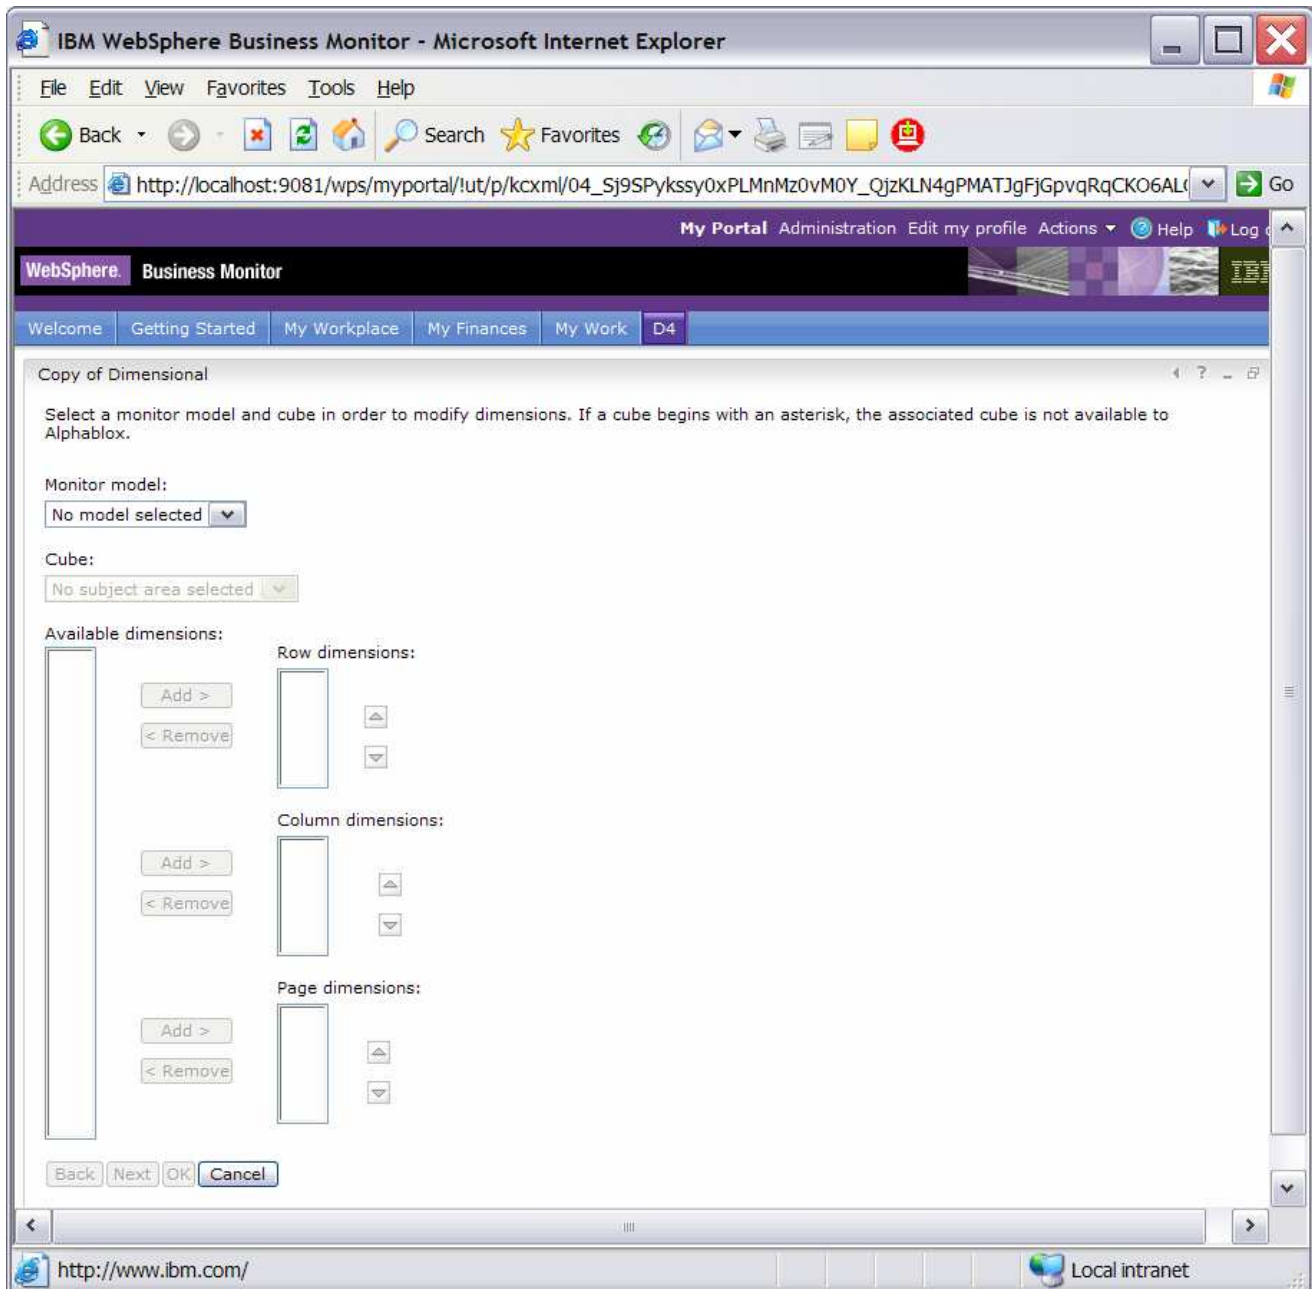 IBM WebSphere Business Monitor - Microsoft Internet Explorer
File Edit View Favorites Tools Help
Back Search Favorites
Address http://localhost:9081/wps/myportal/!ut/p/kcxml/04_Sj9SPykssy0xPLMnMz0vM0Y_QjzKLN4gPMATJgFjGpvqRqCKO6AL Go
My Portal Administration Edit my profile Actions ? Help Log
WebSphere. Business Monitor IBM
Welcome Getting Started My Workplace My Finances My Work D4
Copy of Dimensional ?
Select a monitor model and cube in order to modify dimensions. If a cube begins with an asterisk, the associated cube is not available to
Alphablox.
Monitor model:
No model selected
Cube:
No subject area selected
Available dimensions:
Row dimensions:
Add >
< Remove
Column dimensions:
Add >
< Remove
Page dimensions:
Add >
< Remove
Back Next OK Cancel
http://www.ibm.com/ Local intranet